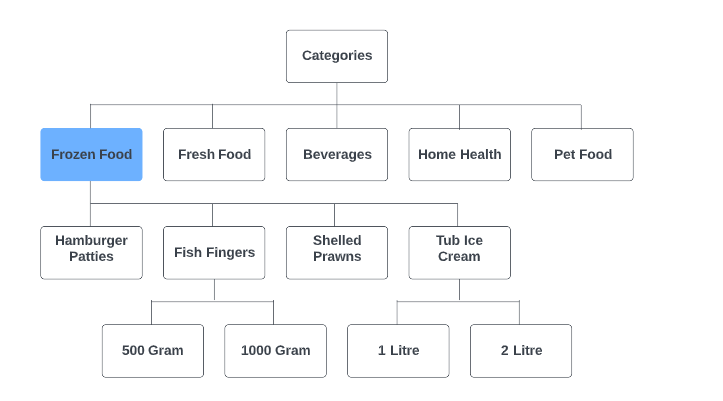 Categories
Frozen Food
Fresh Food
Beverages
Home Health
Pet Food
Hamburger
Patties
Fish Fingers
Shelled
Prawns
Tub Ice
Cream
500 Gram
1000 Gram
1 Litre
2 Litre